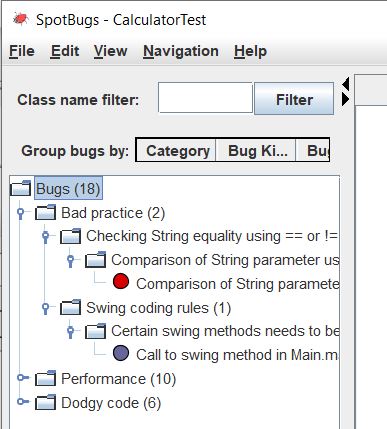 SpotBugs - CalculatorTest
File Edit View Navigation Help
Class name filter: Filter
Group bugs by: Category Bug Ki... Bug
Bugs (18)
Bad practice (2)
Checking String equality using == or !=
Comparison of String parameter us
Comparison of String paramete
Swing coding rules (1)
Certain swing methods needs to be
Call to swing method in Main.m
Performance (10)
Dodgy code (6)